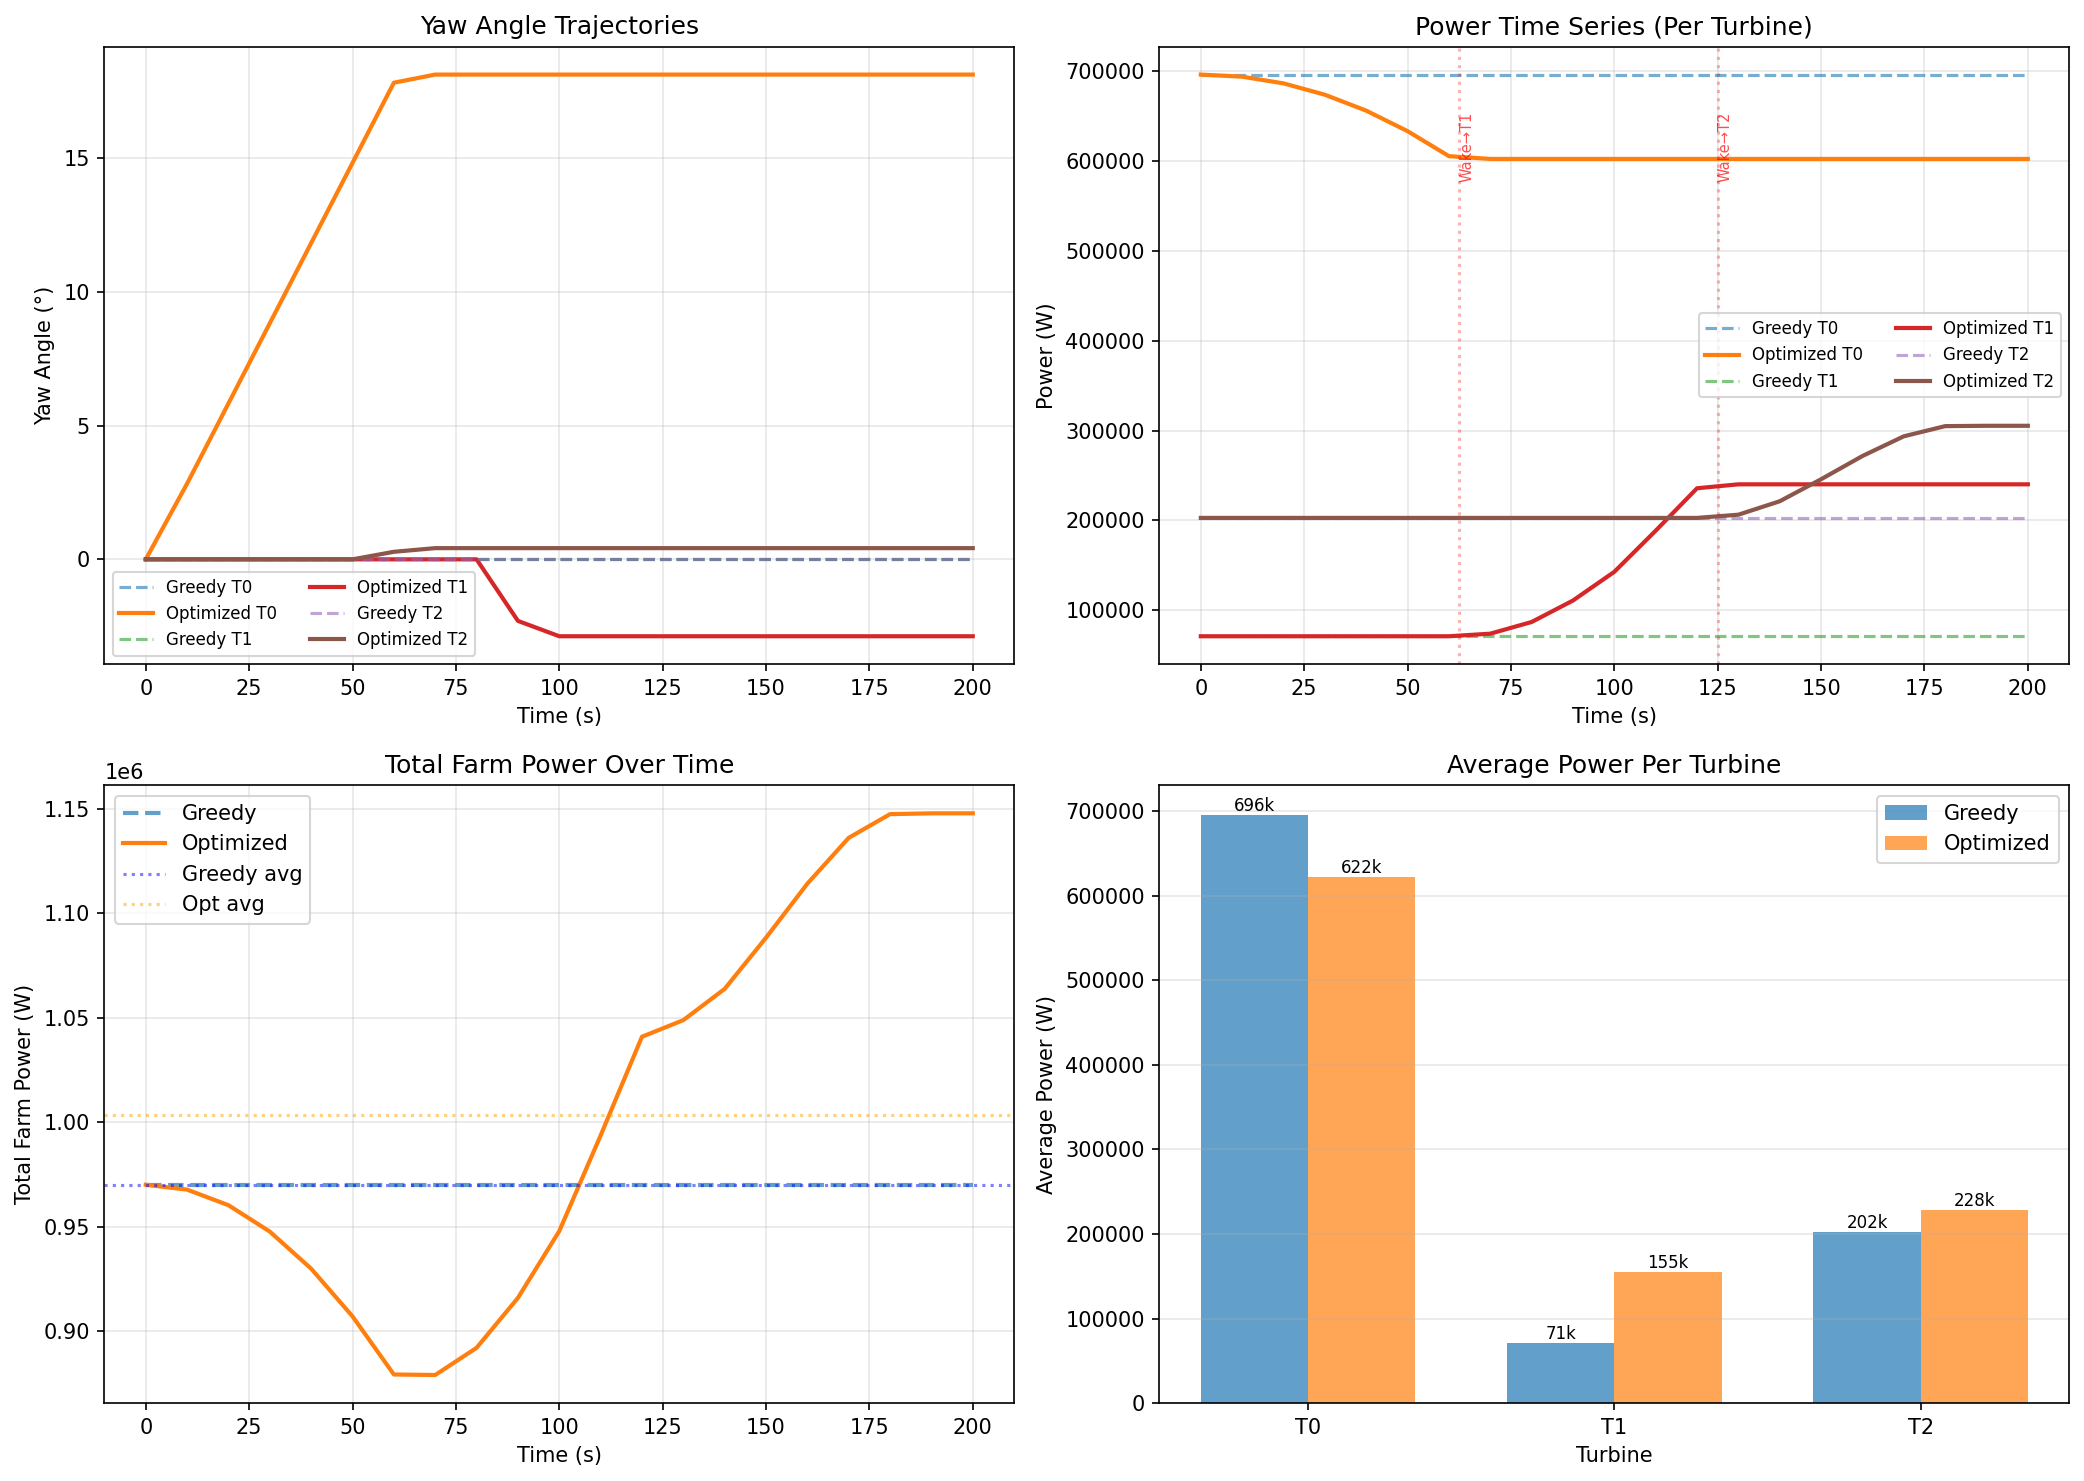 Yaw Angle Trajectories
Yaw Angle (°)
15
10
5
0
Greedy T0
Optimized T0
Greedy T1
Optimized T1
Greedy T2
Optimized T2
0 25 50 75 100 125 150 175 200
Time (s)
Power Time Series (Per Turbine)
Power (W)
700000
600000
500000
400000
300000
200000
100000
Wake→T1
Wake→T2
Greedy T0
Optimized T0
Greedy T1
Optimized T1
Greedy T2
Optimized T2
0 25 50 75 100 125 150 175 200
Time (s)
Total Farm Power Over Time
1e6
Total Farm Power (W)
1.15
1.10
1.05
1.00
0.95
0.90
Greedy
Optimized
Greedy avg
Opt avg
0 25 50 75 100 125 150 175 200
Time (s)
Average Power Per Turbine
Average Power (W)
700000
600000
500000
400000
300000
200000
100000
0
Greedy
Optimized
696k
622k
71k
155k
202k
228k
T0 T1 T2
Turbine